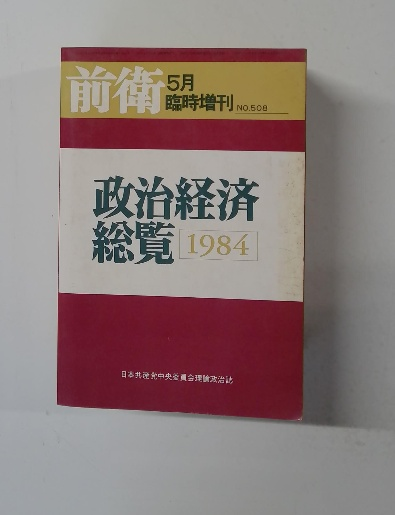 前衛
5月
臨時増刊 NO.508
政治経済
総覧 1984
日本共産党中央委員会理論政治誌